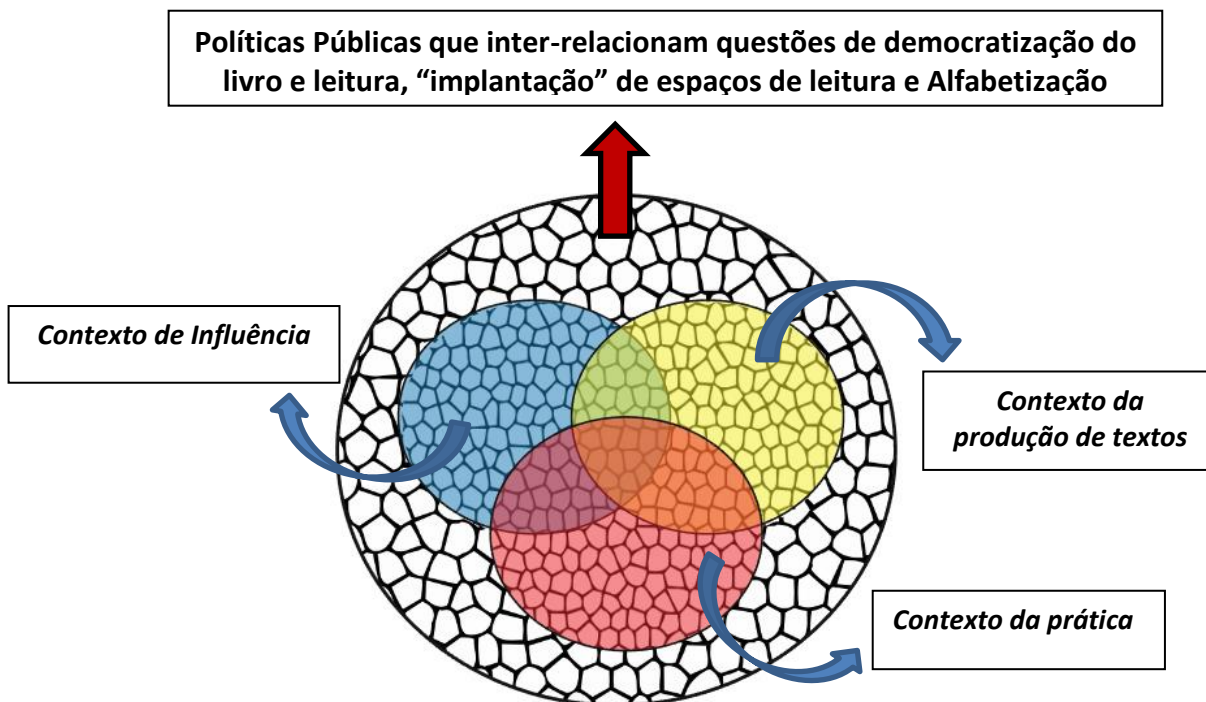 Políticas Públicas que inter-relacionam questões de democratização do
livro e leitura, “implantação” de espaços de leitura e Alfabetização
Contexto de Influência
Contexto da
produção de textos
Contexto da prática